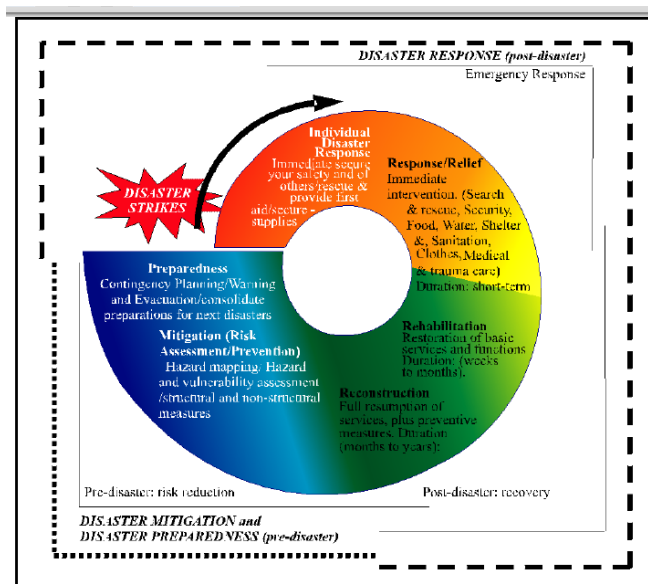 DISASTER RESPONSE (post-disaster)
Emergency Response
Individual
Disaster
Response
Immediate secure
your safety and of
others/rescue &
provide first
aid/secure -
supplies
Response/Relief
Immediate
intervention. (Search
& rescue, Security,
Food, Water, Shelter
&, Sanitation,
Clothes, Medical
& trauma care)
Duration: short-term
DISASTER
STRIKES
Preparedness
Contingency Planning/Warning
and Evacuation/consolidate
preparations for next disasters
Mitigation (Risk
Assessment/Prevention)
Hazard mapping/ Hazard
and vulnerability assessment
/structural and non-structural
measures
Rehabilitation
Restoration of basic
services and functions
Duration: (weeks
to months).
Reconstruction
Full resumption of
services, plus preventive
measures. Duration
(months to years):
Pre-disaster: risk reduction
Post-disaster: recovery
DISASTER MITIGATION and
DISASTER PREPAREDNESS (pre-disaster)